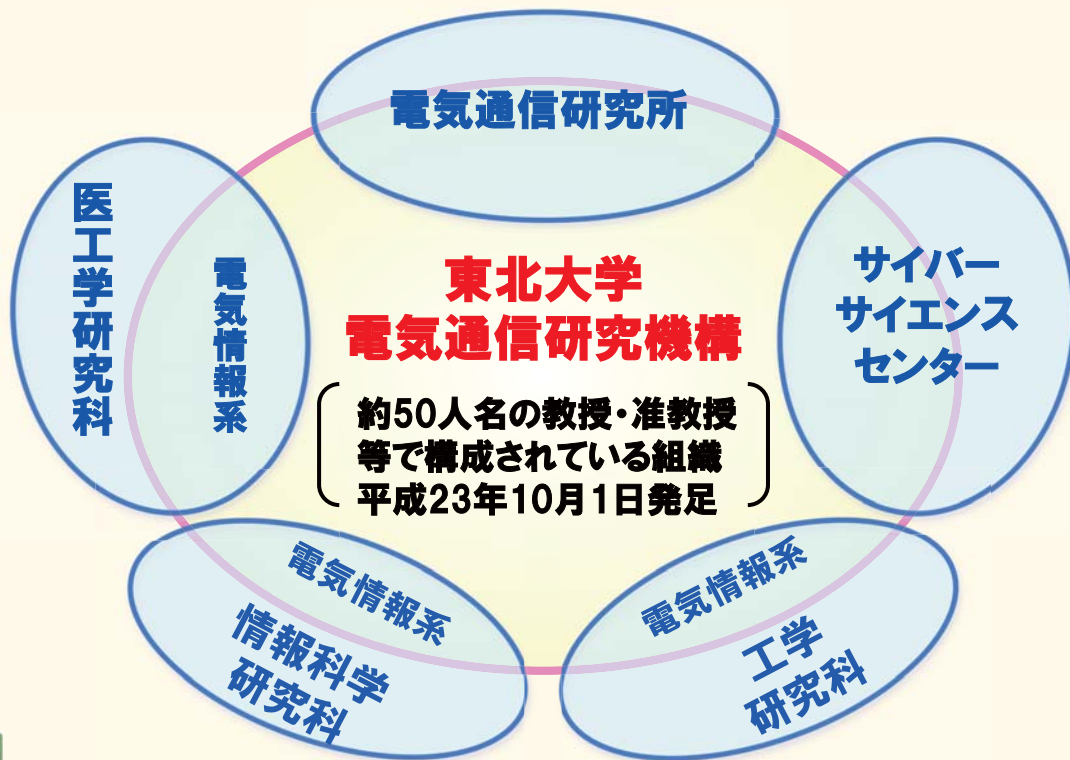 電気通信研究所
医工学研究科
電気情報系
東北大学
電気通信研究機構
約50人名の教授・准教授
等で構成されている組織
平成23年10月1日発足
サイバー
サイエンス
センター
電気情報系
情報科学
研究科
電気情報系
工学
研究科